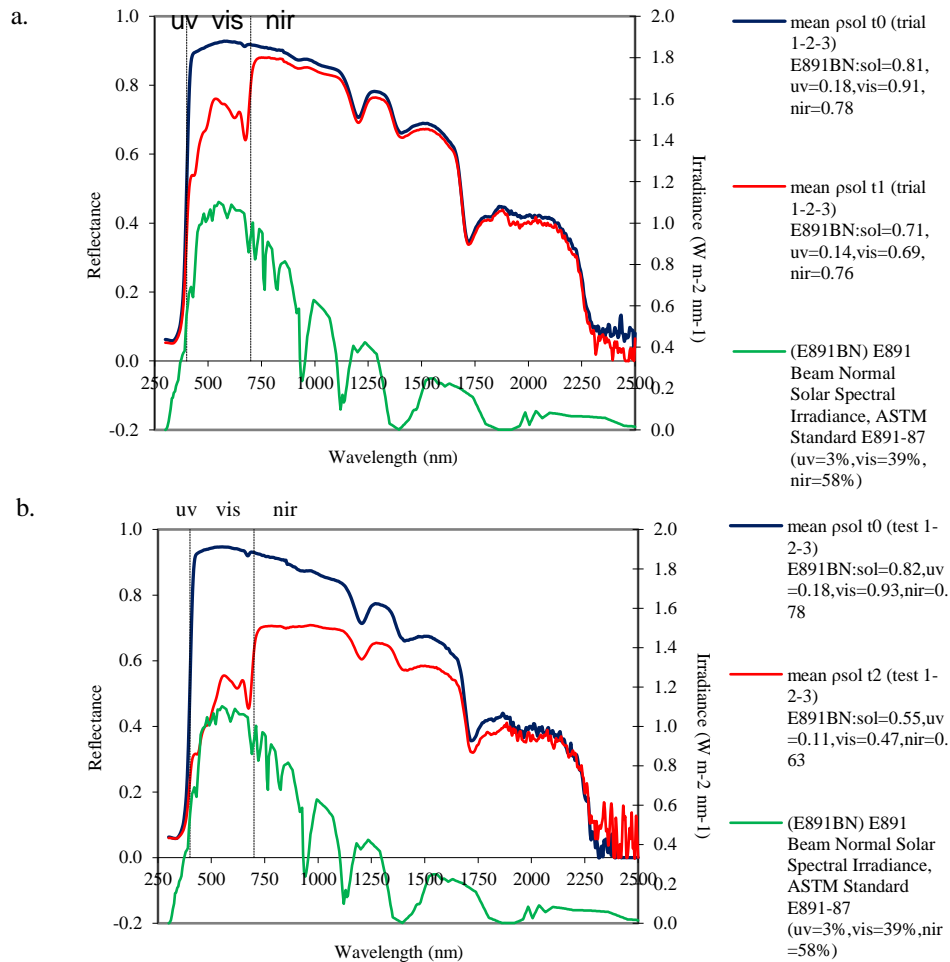 a.
uv vis nir
1.0
0.8
0.6
0.4
0.2
0.0
-0.2
Reflectance
250 500 750 1000 1250 1500 1750 2000 2250 2500
Wavelength (nm)
2.0
1.8
1.6
1.4
1.2
1.0
0.8
0.6
0.4
0.2
0.0
Irradiance (W m-2 nm-1)
mean ρsol t0 (trial
1-2-3)
E891BN:sol=0.81,
uv=0.18,vis=0.91,
nir=0.78
mean ρsol t1 (trial
1-2-3)
E891BN:sol=0.71,
uv=0.14,vis=0.69,
nir=0.76
(E891BN) E891
Beam Normal
Solar Spectral
Irradiance, ASTM
Standard E891-87
(uv=3%,vis=39%,
nir=58%)
b.
uv vis nir
1.0
0.8
0.6
0.4
0.2
0.0
-0.2
Reflectance
250 500 750 1000 1250 1500 1750 2000 2250 2500
Wavelength (nm)
2.0
1.8
1.6
1.4
1.2
1.0
0.8
0.6
0.4
0.2
0.0
Irradiance (W m-2 nm-1)
mean ρsol t0 (test 1-
2-3)
E891BN:sol=0.82,uv
=0.18,vis=0.93,nir=0.
78
mean ρsol t2 (test 1-
2-3)
E891BN:sol=0.55,uv
=0.11,vis=0.47,nir=0.
63
(E891BN) E891
Beam Normal Solar
Spectral Irradiance,
ASTM Standard
E891-87
(uv=3%,vis=39%,nir
=58%)